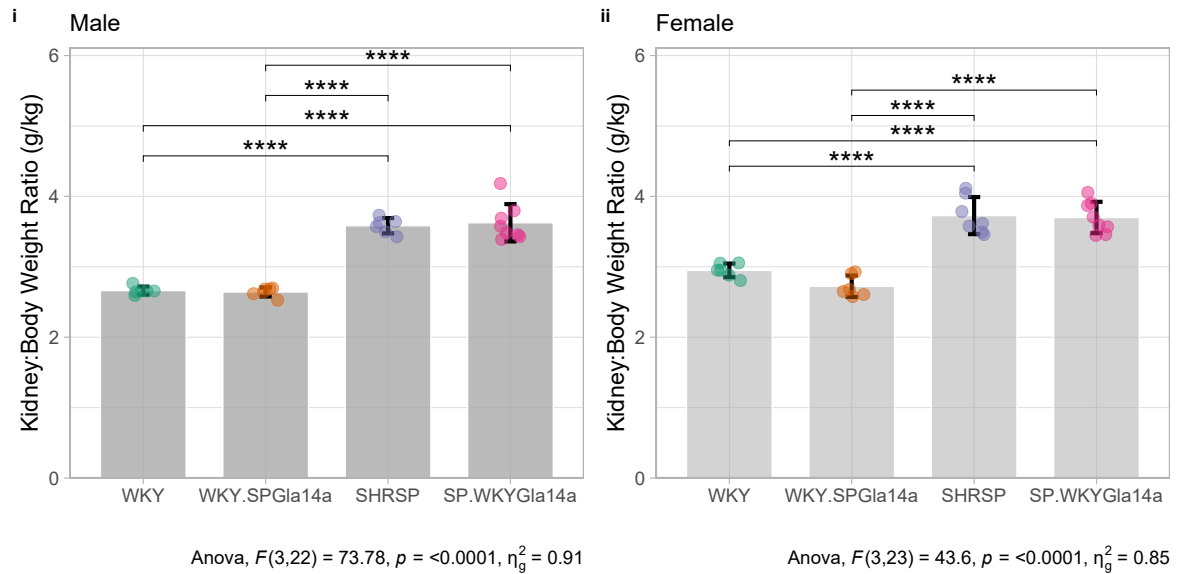 i
Male
Kidney:Body Weight Ratio (g/kg)
6
4
2
0
****
****
****
****
WKY
WKY.SPGla14a
SHRSP
SP.WKYGla14a
Anova, F(3,22) = 73.78, p = <0.0001, η²g = 0.91
ii
Female
Kidney:Body Weight Ratio (g/kg)
6
4
2
0
****
****
****
****
WKY
WKY.SPGla14a
SHRSP
SP.WKYGla14a
Anova, F(3,23) = 43.6, p = <0.0001, η²g = 0.85